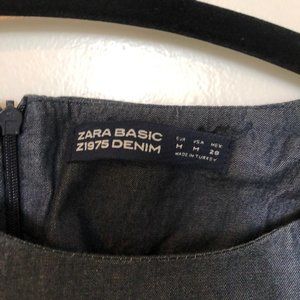 ZARA BASIC
Z1975 DENIM
EUR USA MEX
M M 28
MADE IN TURKEY